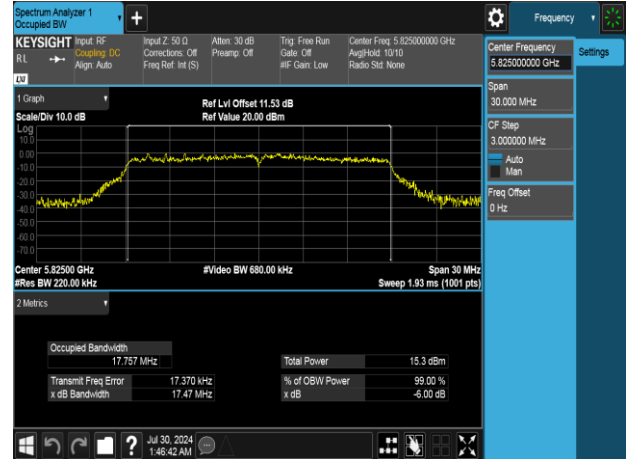 Spectrum Analyzer 1
Occupied BW
Frequency
KEYSIGHT
Input: RF
Coupling: DC
Align: Auto
Input Z: 50 Ω
Corrections: Off
Freq Ref: Int (S)
Atten: 30 dB
Preamp: Off
Trig: Free Run
Gate: Off
#IF Gain: Low
Center Freq: 5.825000000 GHz
Avg|Hold: 10/10
Radio Std: None
RL
LXI
Center Frequency
5.825000000 GHz
Settings
Span
30.000 MHz
CF Step
3.000000 MHz
Auto
Man
Freq Offset
0 Hz
1 Graph
Scale/Div 10.0 dB
Ref Lvl Offset 11.53 dB
Ref Value 20.00 dBm
Log
10.0
0.00
-10.0
-20.0
-30.0
-40.0
-50.0
-60.0
-70.0
Center 5.82500 GHz
#Video BW 680.00 kHz
Span 30 MHz
#Res BW 220.00 kHz
Sweep 1.93 ms (1001 pts)
2 Metrics
Occupied Bandwidth
17.757 MHz
Total Power 15.3 dBm
Transmit Freq Error 17.370 kHz
% of OBW Power 99.00 %
x dB Bandwidth 17.47 MHz
x dB -6.00 dB
?
Jul 30, 2024
1:46:42 AM